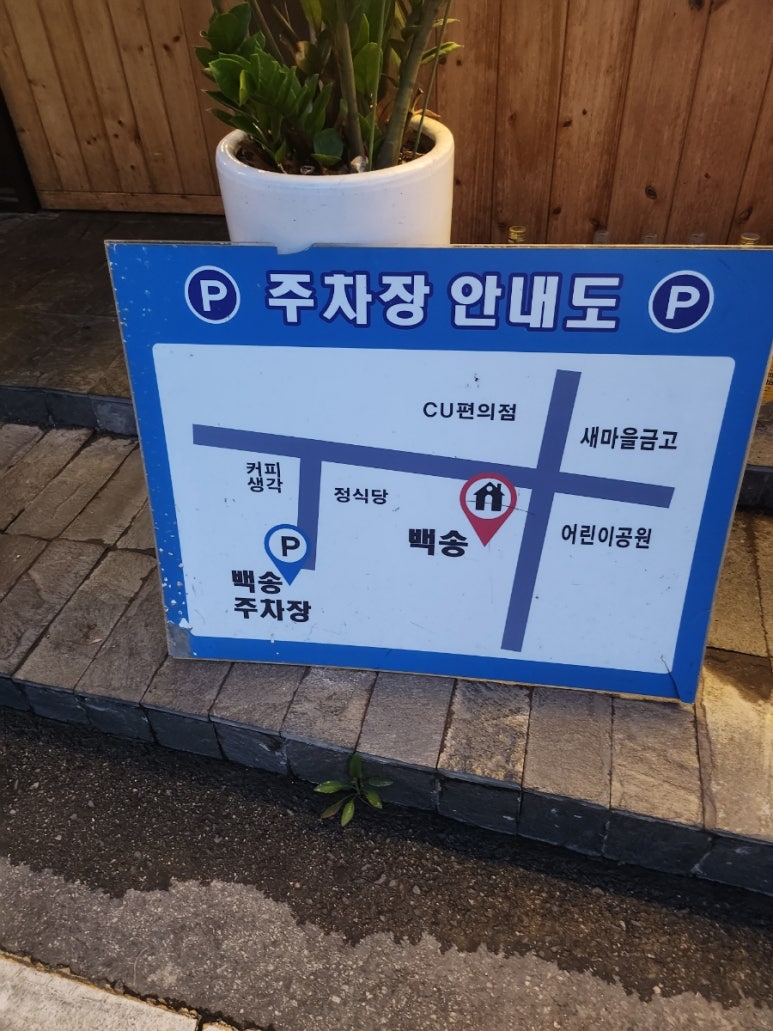 P 주차장 안내도 P
CU편의점
새마을금고
커피
생각
정식당
백송
어린이공원
P
백송
주차장